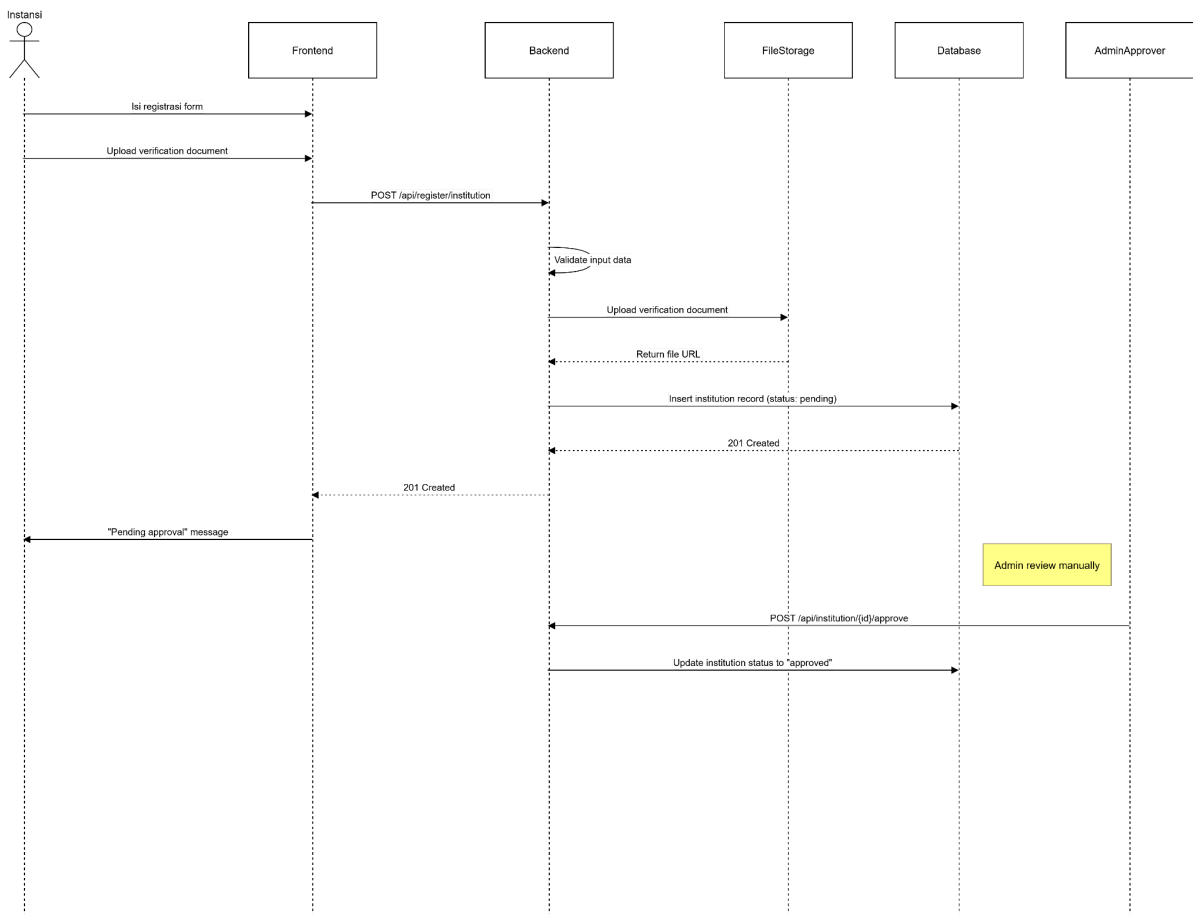 Instansi
Frontend
Backend
FileStorage
Database
AdminApprover
Isi registrasi form
Upload verification document
POST /api/register/institution
Validate input data
Upload verification document
Return file URL
Insert institution record (status: pending)
201 Created
201 Created
"Pending approval" message
Admin review manually
POST /api/institution/{id}/approve
Update institution status to "approved"